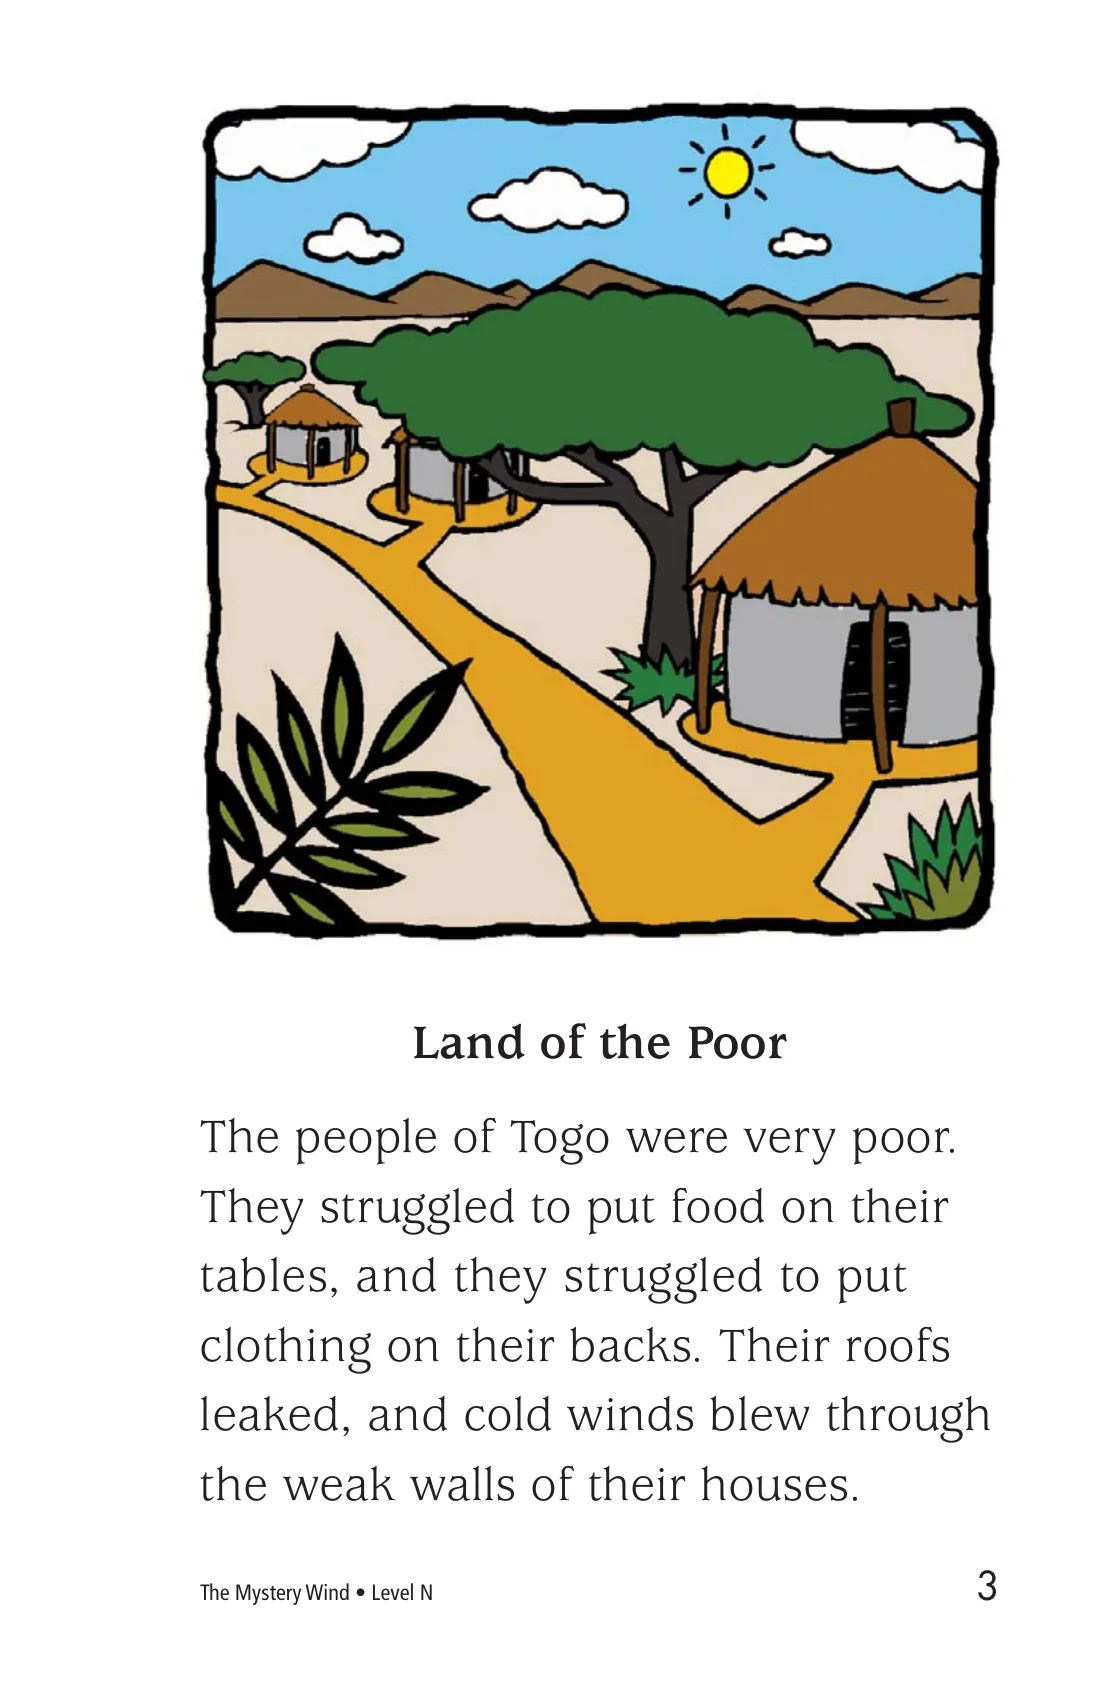 Land of the Poor
The people of Togo were very poor.
They struggled to put food on their
tables, and they struggled to put
clothing on their backs. Their roofs
leaked, and cold winds blew through
the weak walls of their houses.
The Mystery Wind • Level N
3